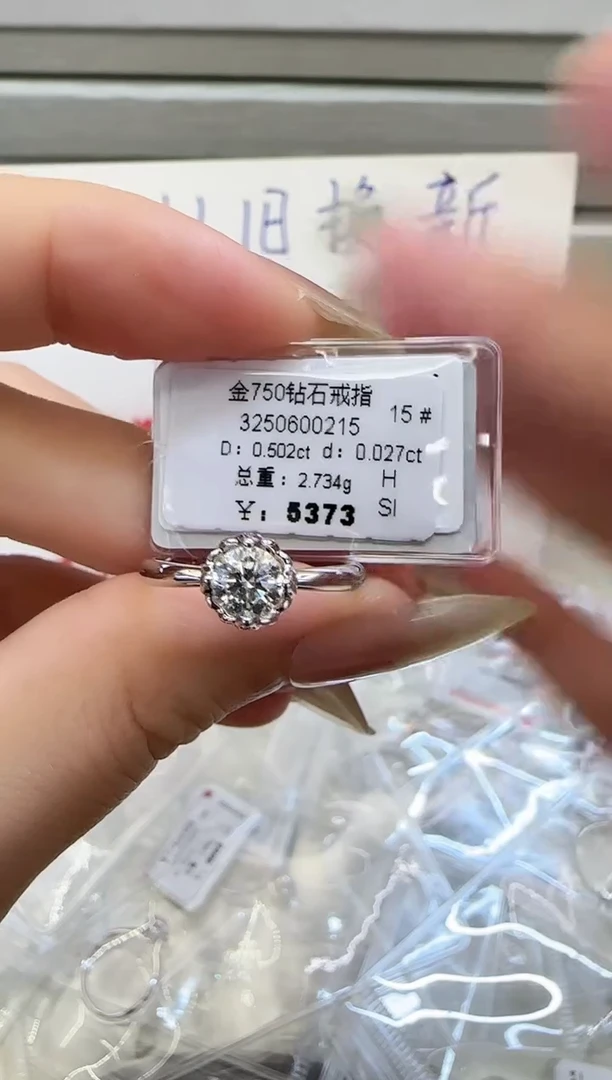 旧换新
金750钻石戒指
15#
3250600215
D: 0.502ct d: 0.027ct
总重: 2.734g H
¥: 5373 SI